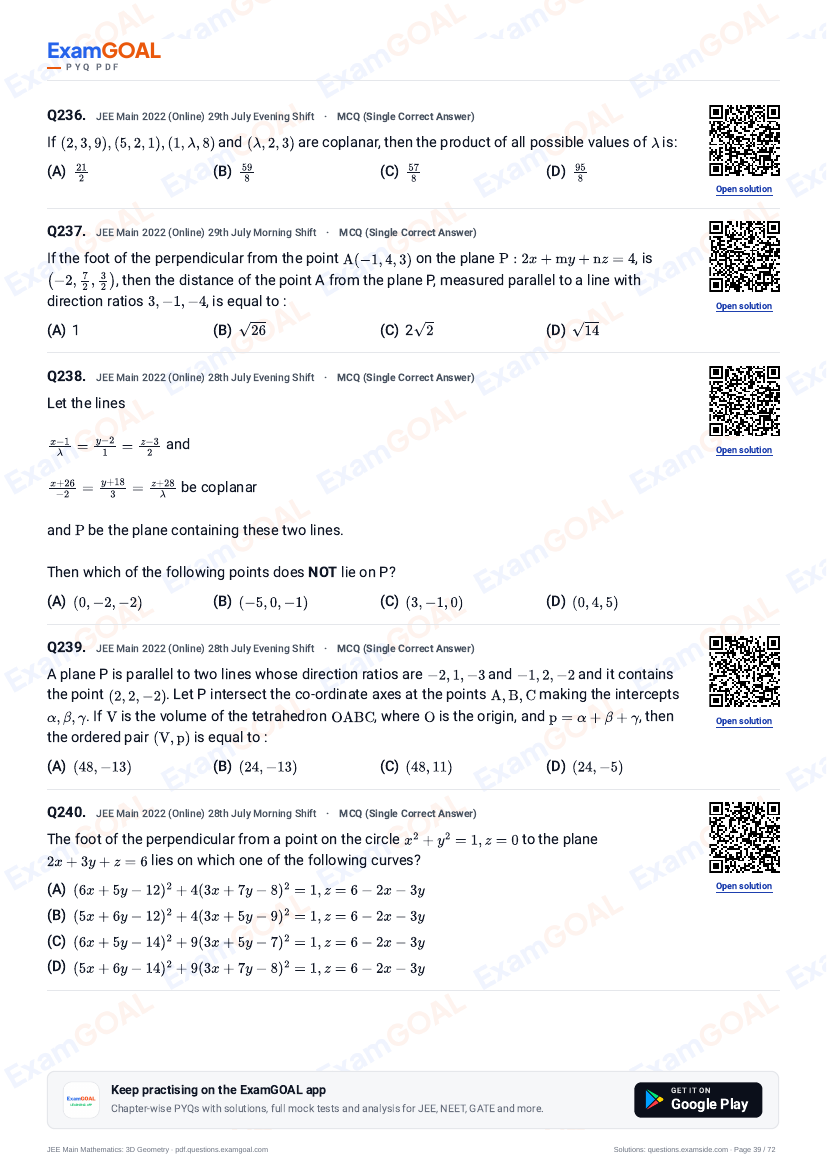 ExamGOAL
PYQ PDF
Q236. JEE Main 2022 (Online) 29th July Evening Shift · MCQ (Single Correct Answer)
If (2, 3, 9), (5, 2, 1), (1, λ, 8) and (λ, 2, 3) are coplanar, then the product of all possible values of λ is:
(A) 21/2 (B) 59/8 (C) 57/8 (D) 95/8
Open solution
Q237. JEE Main 2022 (Online) 29th July Morning Shift · MCQ (Single Correct Answer)
If the foot of the perpendicular from the point A(−1, 4, 3) on the plane P : 2x + my + nz = 4, is
(−2, 7/2, 3/2), then the distance of the point A from the plane P, measured parallel to a line with
direction ratios 3, −1, −4, is equal to :
(A) 1 (B) √26 (C) 2√2 (D) √14
Open solution
Q238. JEE Main 2022 (Online) 28th July Evening Shift · MCQ (Single Correct Answer)
Let the lines
(x−1)/λ = (y−2)/1 = (z−3)/2 and
(x+26)/−2 = (y+18)/3 = (z+28)/λ be coplanar
and P be the plane containing these two lines.
Then which of the following points does NOT lie on P?
(A) (0, −2, −2) (B) (−5, 0, −1) (C) (3, −1, 0) (D) (0, 4, 5)
Open solution
Q239. JEE Main 2022 (Online) 28th July Evening Shift · MCQ (Single Correct Answer)
A plane P is parallel to two lines whose direction ratios are −2, 1, −3 and −1, 2, −2 and it contains
the point (2, 2, −2). Let P intersect the co-ordinate axes at the points A, B, C making the intercepts
α, β, γ. If V is the volume of the tetrahedron OABC, where O is the origin, and p = α + β + γ, then
the ordered pair (V, p) is equal to :
(A) (48, −13) (B) (24, −13) (C) (48, 11) (D) (24, −5)
Open solution
Q240. JEE Main 2022 (Online) 28th July Morning Shift · MCQ (Single Correct Answer)
The foot of the perpendicular from a point on the circle x² + y² = 1, z = 0 to the plane
2x + 3y + z = 6 lies on which one of the following curves?
(A) (6x + 5y − 12)² + 4(3x + 7y − 8)² = 1, z = 6 − 2x − 3y
(B) (5x + 6y − 12)² + 4(3x + 5y − 9)² = 1, z = 6 − 2x − 3y
(C) (6x + 5y − 14)² + 9(3x + 5y − 7)² = 1, z = 6 − 2x − 3y
(D) (5x + 6y − 14)² + 9(3x + 7y − 8)² = 1, z = 6 − 2x − 3y
Open solution
ExamGOAL
Keep practising on the ExamGOAL app
Chapter-wise PYQs with solutions, full mock tests and analysis for JEE, NEET, GATE and more.
GET IT ON
Google Play
JEE Main Mathematics: 3D Geometry · pdf.questions.examgoal.com
Solutions: questions.examside.com · Page 39 / 72